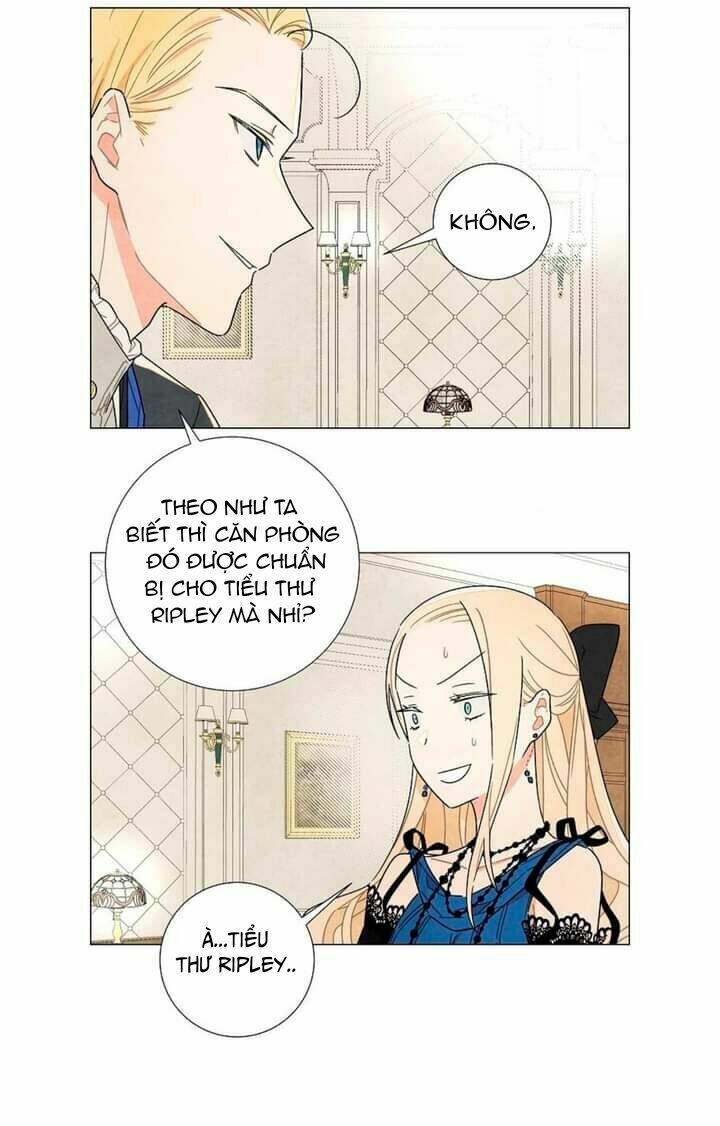 KHÔNG.
THEO NHƯ TA
BIẾT THÌ CĂN PHÒNG
ĐÓ ĐƯỢC CHUẨN
BỊ CHO TIỂU THƯ
RIPLEY MÀ NHỈ?
À...TIỂU
THƯ RIPLEY..